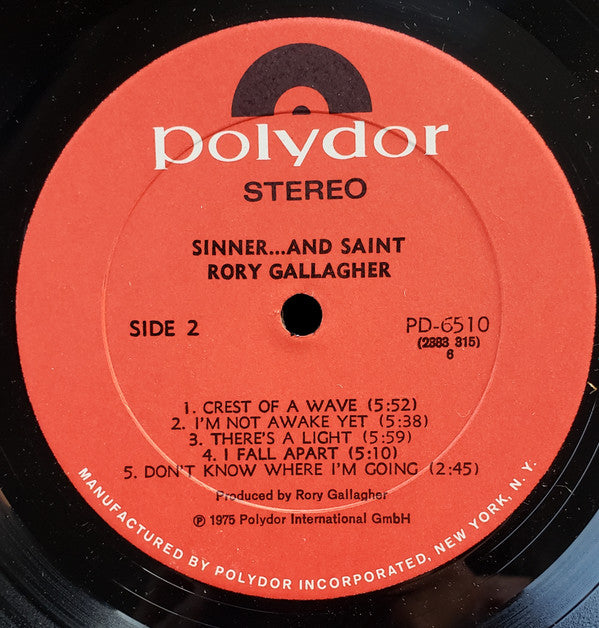 polydor
STEREO
SINNER...AND SAINT
RORY GALLAGHER
SIDE 2
PD-6510
(2383 315)
6
1. CREST OF A WAVE (5:52)
2. I'M NOT AWAKE YET (5:38)
3. THERE'S A LIGHT (5:59)
4. I FALL APART (5:10)
5. DON'T KNOW WHERE I'M GOING (2:45)
Produced by Rory Gallagher
℗ 1975 Polydor International GmbH
MANUFACTURED BY POLYDOR INCORPORATED, NEW YORK, N. Y.